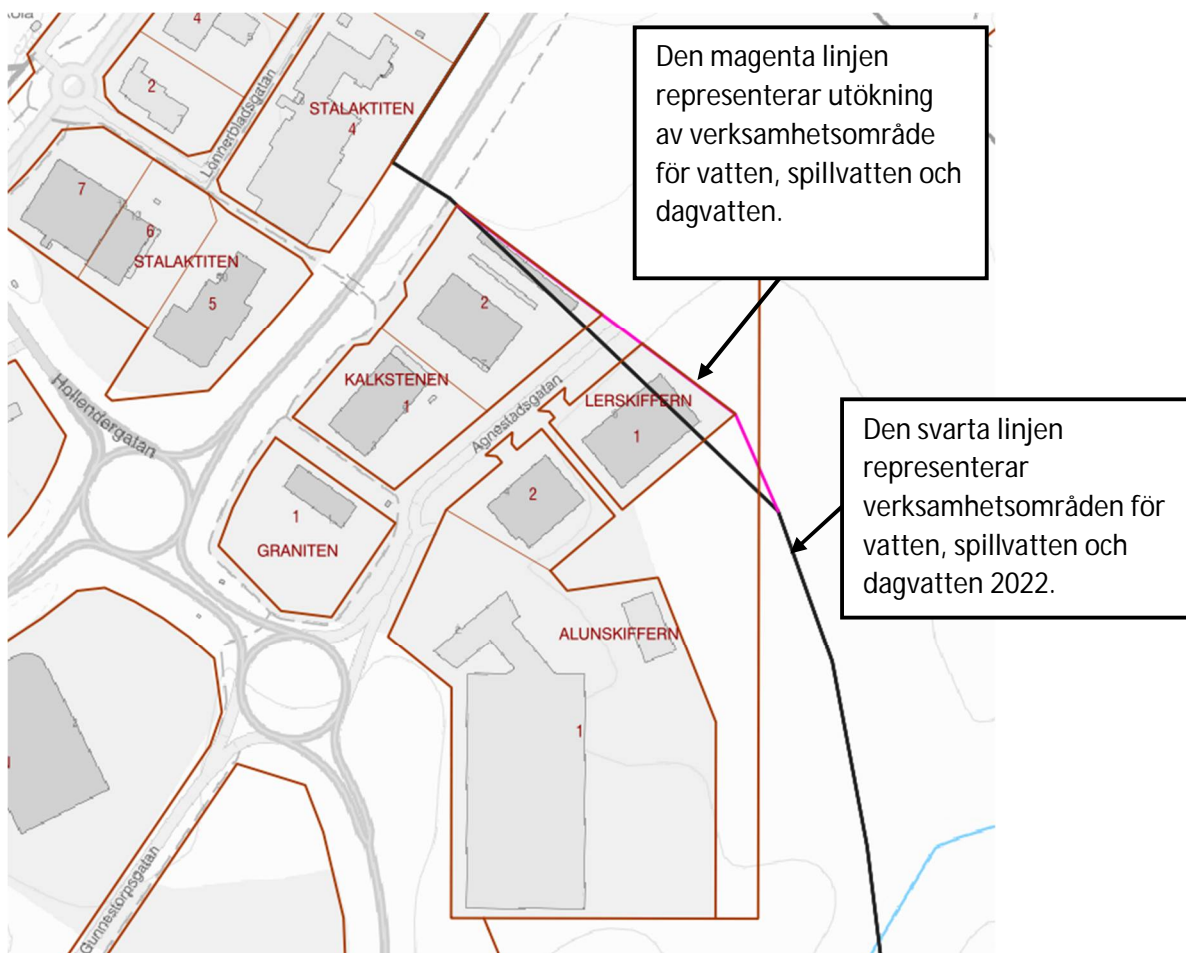 Den magenta linjen
representerar utökning
av verksamhetsområde
för vatten, spillvatten och
dagvatten.
4
2
Lönnerbladsgatan
STALAKTITEN
4
7
6
STALAKTITEN
5
2
KALKSTENEN
1
Agnestadsgatan
LERSKIFFERN
1
Hollendergatan
Den svarta linjen
representerar
verksamhetsområden för
vatten, spillvatten och
dagvatten 2022.
2
1
GRANITEN
ALUNSKIFFERN
1
Gunnestorpsgatan